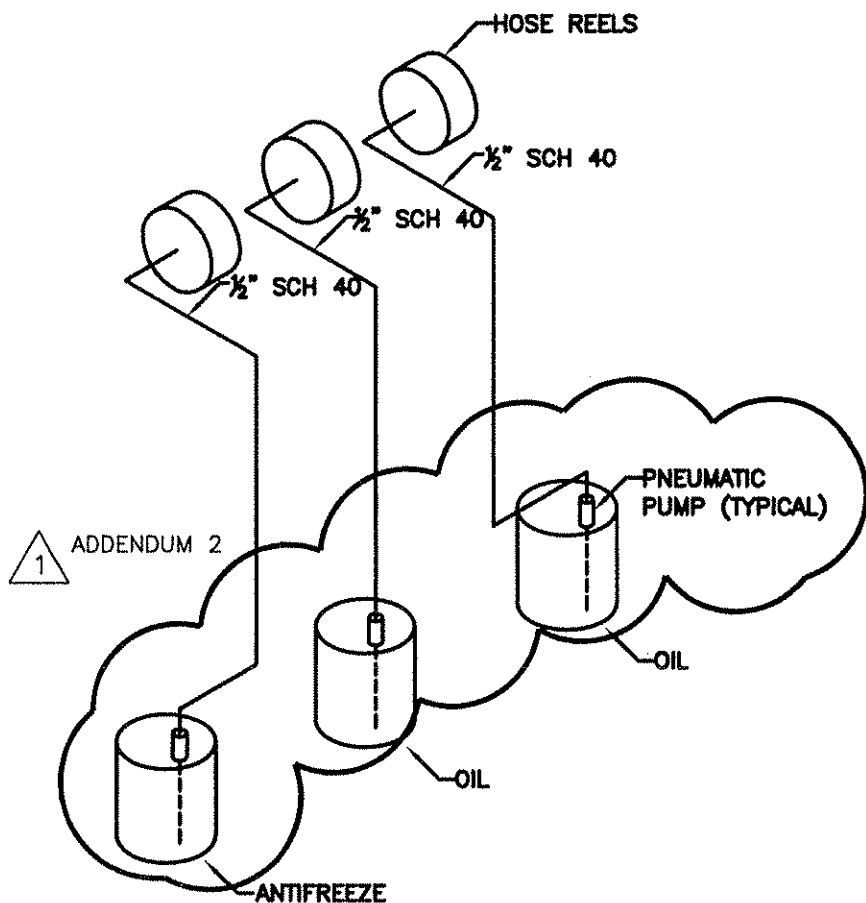 HOSE REELS
½" SCH 40
½" SCH 40
½" SCH 40
PNEUMATIC
PUMP (TYPICAL)
1
ADDENDUM 2
OIL
OIL
ANTIFREEZE